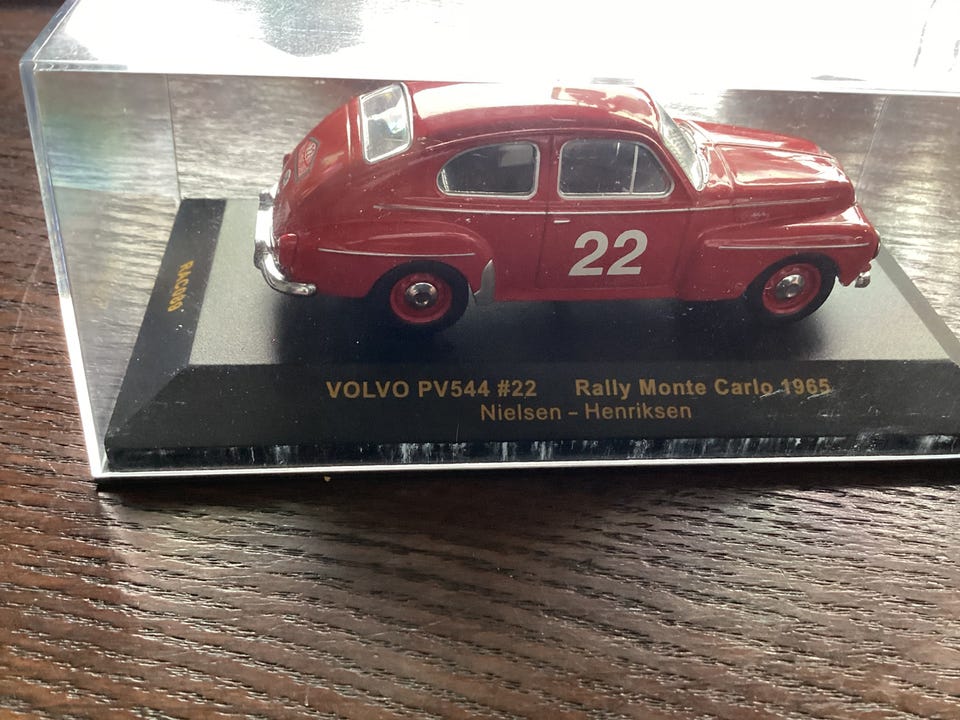 22
VOLVO PV544 #22 Rally Monte Carlo 1965
Nielsen – Henriksen